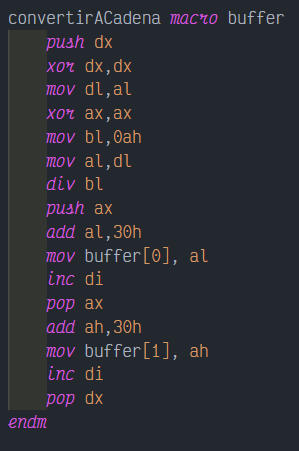 convertirACadena macro buffer
push dx
xor dx,dx
mov dl,al
xor ax,ax
mov bl,0ah
mov al,dl
div bl
push ax
add al,30h
mov buffer[0], al
inc di
pop ax
add ah,30h
mov buffer[1], ah
inc di
pop dx
endm